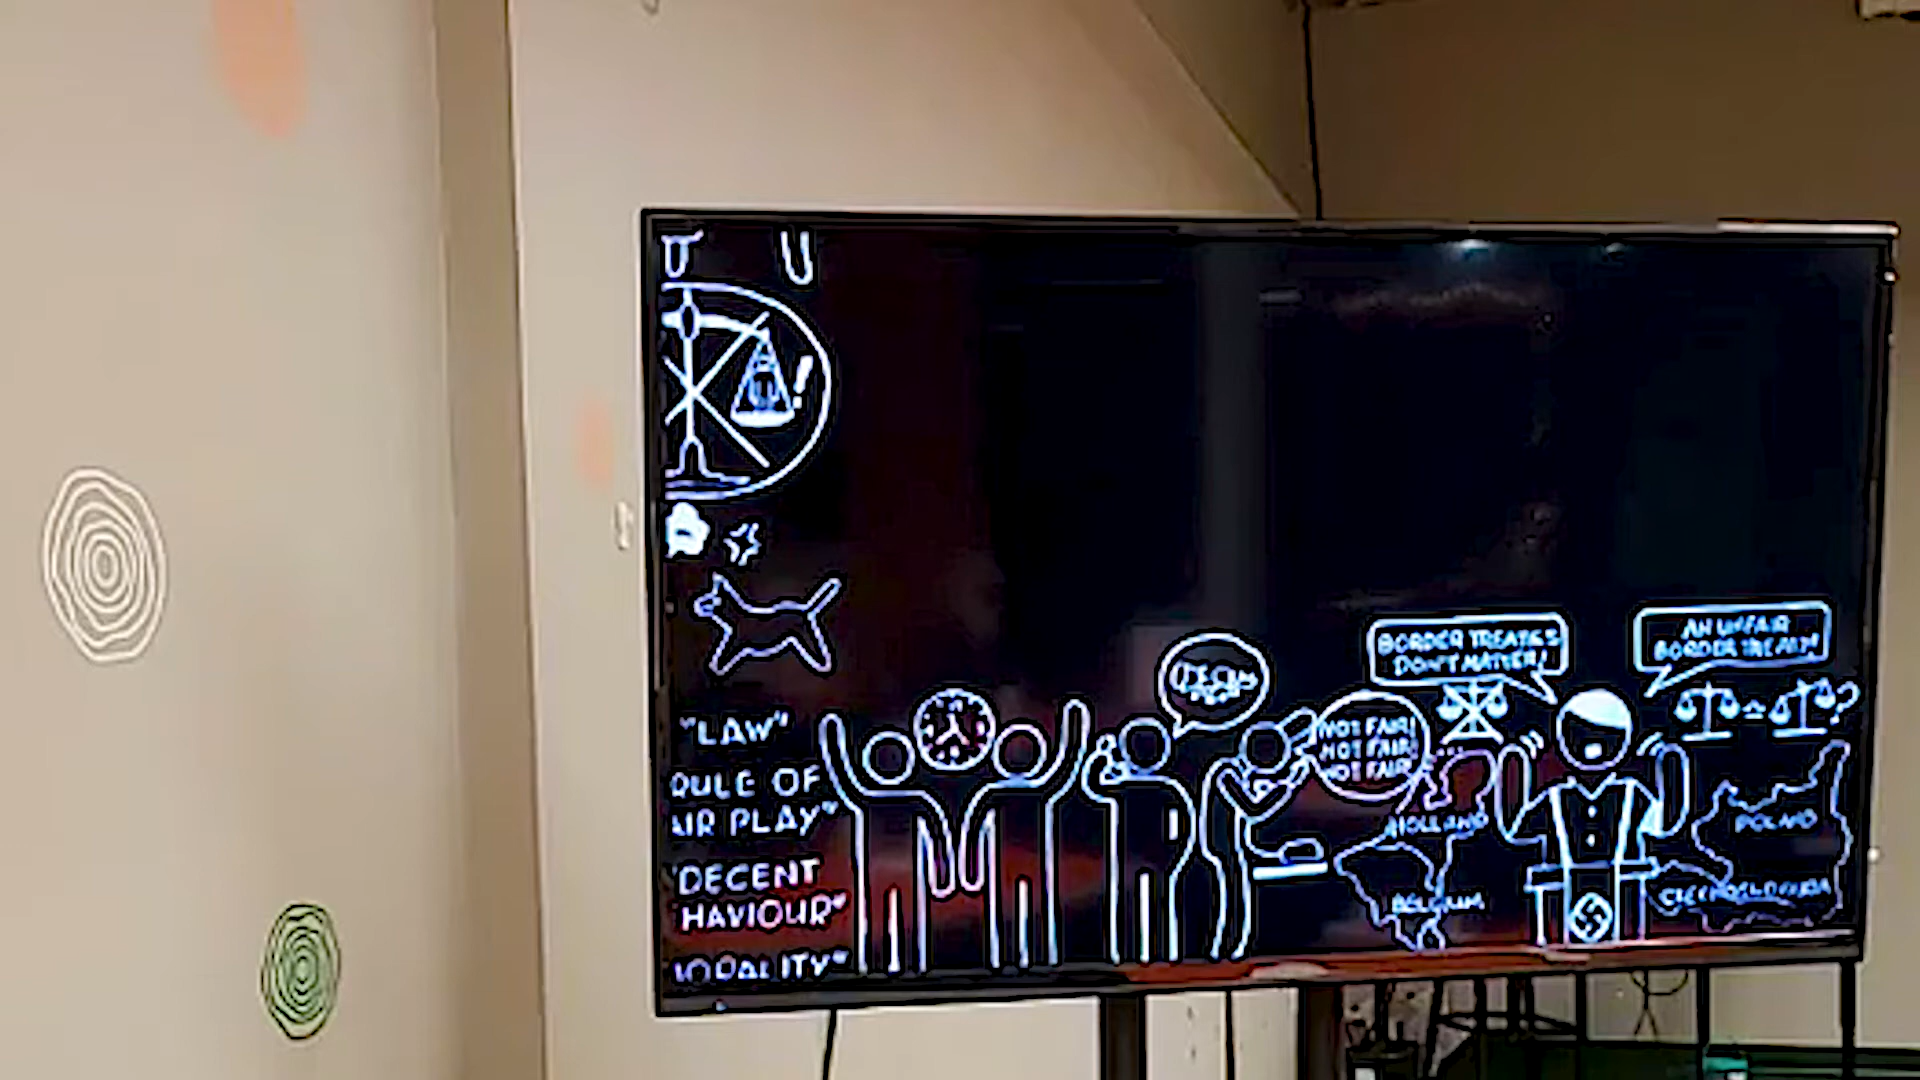 "LAW"
RULE OF
AIR PLAY"
"DECENT
HAVIOUR"
MORALITY"
NOT FAIR!
NOT FAIR!
NOT FAIR!
BORDER TREATIES
DON'T MATTER!
AN UNFAIR
BORDER TREATY!
HOLLAND
BELGIUM
POLAND
CZECHOSLOVAKIA